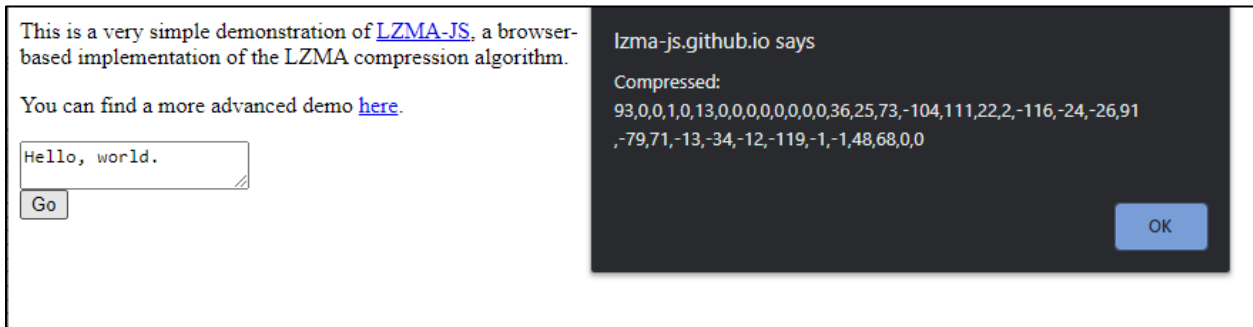 This is a very simple demonstration of LZMA-JS, a browser-
based implementation of the LZMA compression algorithm.
You can find a more advanced demo here.
Hello, world.
Go
lzma-js.github.io says
Compressed:
93,0,0,1,0,13,0,0,0,0,0,0,0,0,36,25,73,-104,111,22,2,-116,-24,-26,91
,-79,71,-13,-34,-12,-119,-1,-1,48,68,0,0
OK